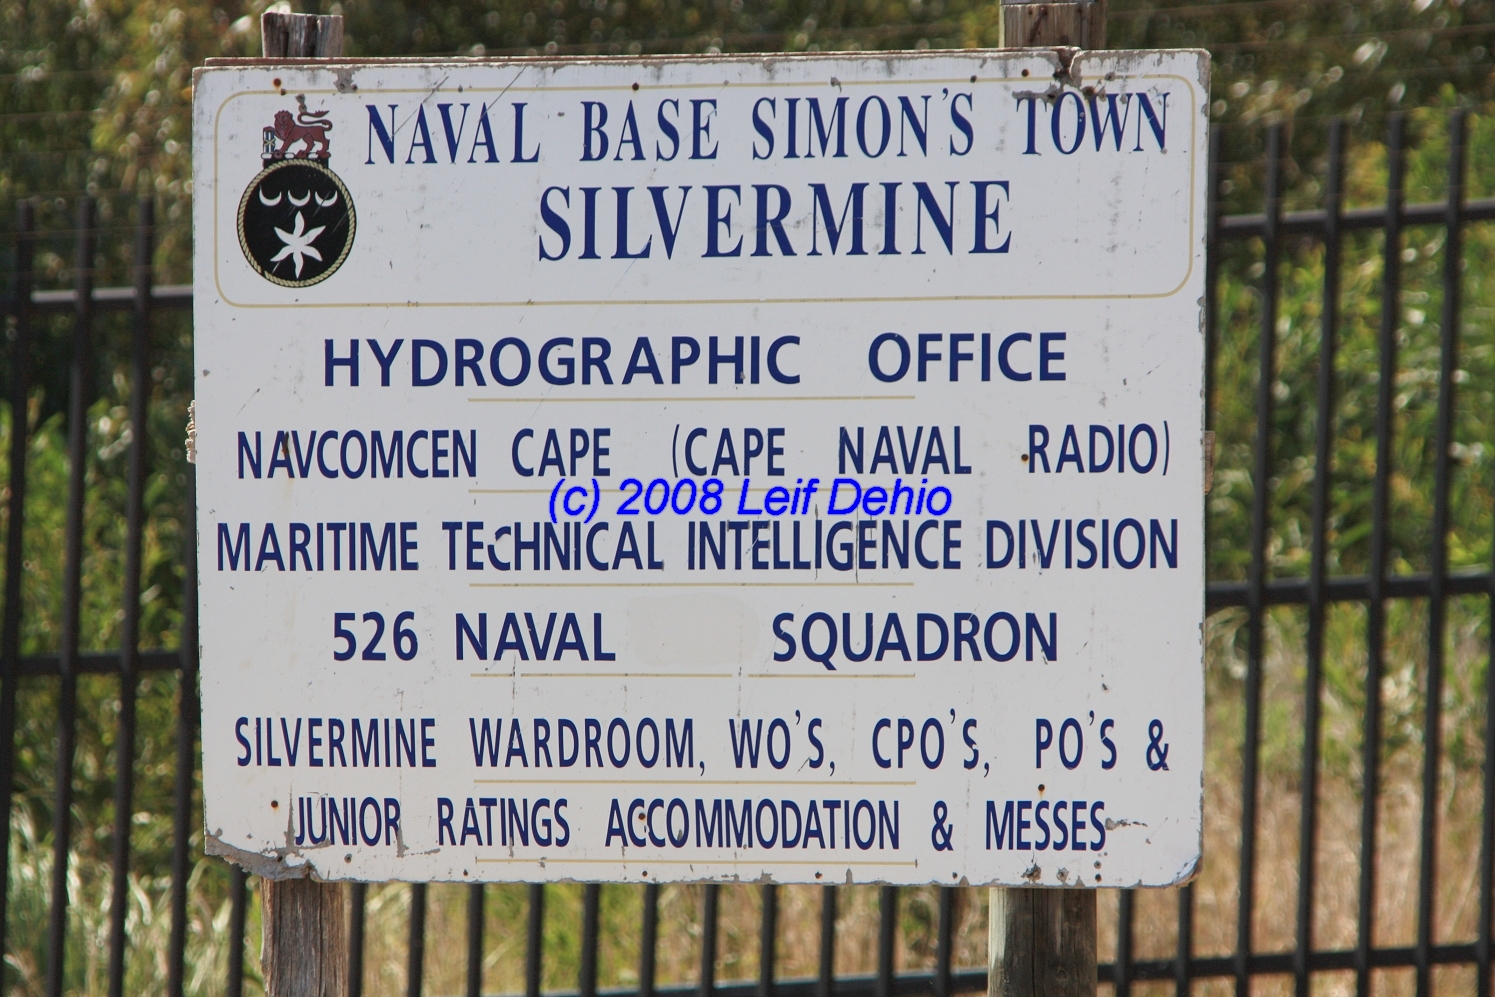 NAVAL BASE SIMON'S TOWN
SILVERMINE
HYDROGRAPHIC OFFICE
NAVCOMCEN CAPE (CAPE NAVAL RADIO)
(c) 2008 Leif Dehio
MARITIME TECHNICAL INTELLIGENCE DIVISION
526 NAVAL SQUADRON
SILVERMINE WARDROOM, WO'S, CPO'S, PO'S &
JUNIOR RATINGS ACCOMMODATION & MESSES